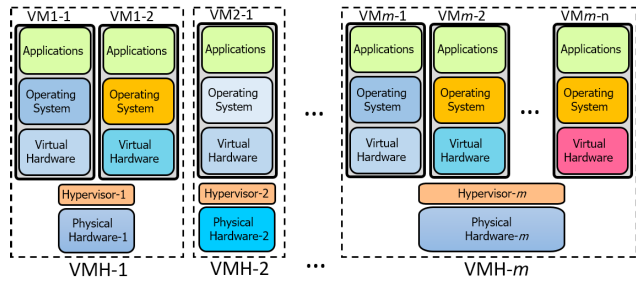 VM1-1
VM1-2
VM2-1
VMm-1
VMm-2
VMm-n
Applications
Applications
Applications
Applications
Applications
Applications
Operating
System
Operating
System
Operating
System
Operating
System
Operating
System
Operating
System
...
...
Virtual
Hardware
Virtual
Hardware
Virtual
Hardware
Virtual
Hardware
Virtual
Hardware
Virtual
Hardware
Hypervisor-1
Hypervisor-2
Hypervisor-m
Physical
Hardware-1
Physical
Hardware-2
Physical
Hardware-m
VMH-1
VMH-2
...
VMH-m